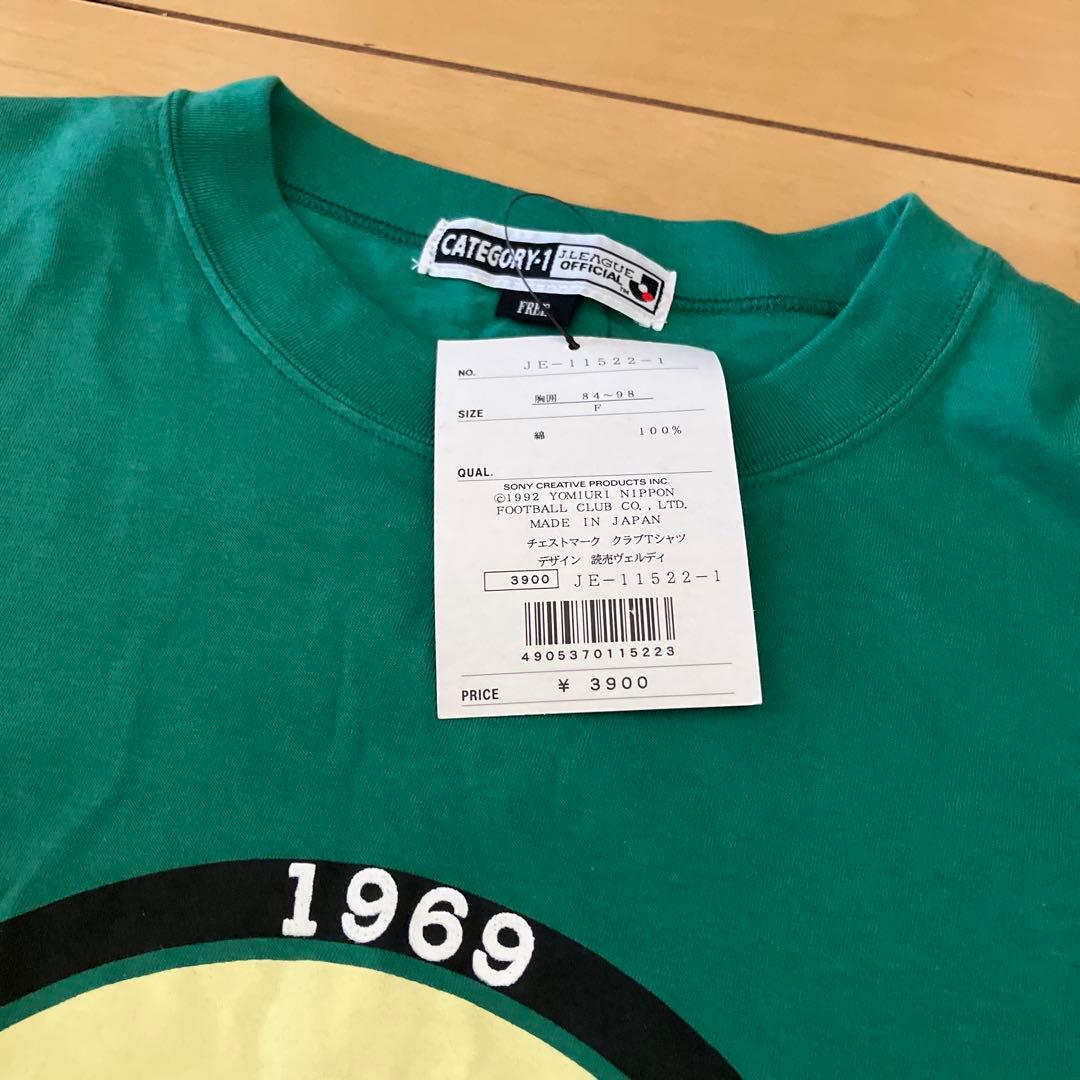 CATEGORY-1 J.LEAGUE OFFICIAL TM
FREE
NO. JE-11522-1
胸囲 84~98
SIZE F
綿 100%
QUAL.
SONY CREATIVE PRODUCTS INC.
©1992 YOMIURI NIPPON
FOOTBALL CLUB CO., LTD.
MADE IN JAPAN
チェストマーク クラブTシャツ
デザイン 読売ヴェルディ
3900 JE-11522-1
4905370115223
PRICE ¥ 3900
1969